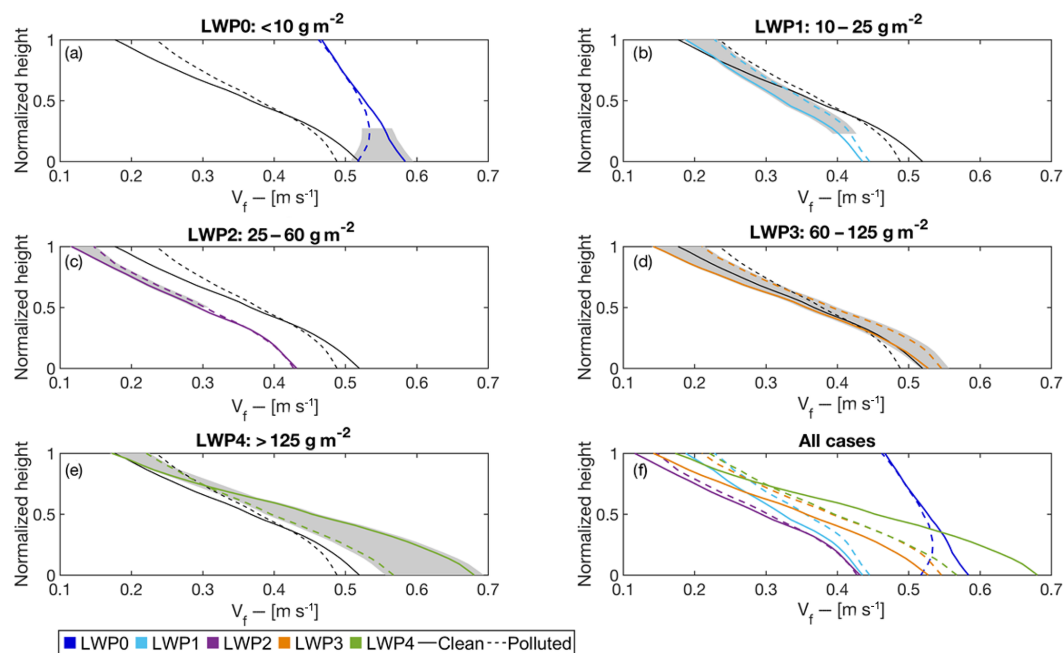 LWP0: <10 g m⁻²
(a)
Normalized height
1
0.5
0
0.1 0.2 0.3 0.4 0.5 0.6 0.7
V_f — [m s⁻¹]
LWP1: 10 – 25 g m⁻²
(b)
Normalized height
1
0.5
0
0.1 0.2 0.3 0.4 0.5 0.6 0.7
V_f — [m s⁻¹]
LWP2: 25 – 60 g m⁻²
(c)
Normalized height
1
0.5
0
0.1 0.2 0.3 0.4 0.5 0.6 0.7
V_f — [m s⁻¹]
LWP3: 60 – 125 g m⁻²
(d)
Normalized height
1
0.5
0
0.1 0.2 0.3 0.4 0.5 0.6 0.7
V_f — [m s⁻¹]
LWP4: > 125 g m⁻²
(e)
Normalized height
1
0.5
0
0.1 0.2 0.3 0.4 0.5 0.6 0.7
V_f — [m s⁻¹]
All cases
(f)
Normalized height
1
0.5
0
0.1 0.2 0.3 0.4 0.5 0.6 0.7
V_f — [m s⁻¹]
LWP0 LWP1 LWP2 LWP3 LWP4 Clean Polluted